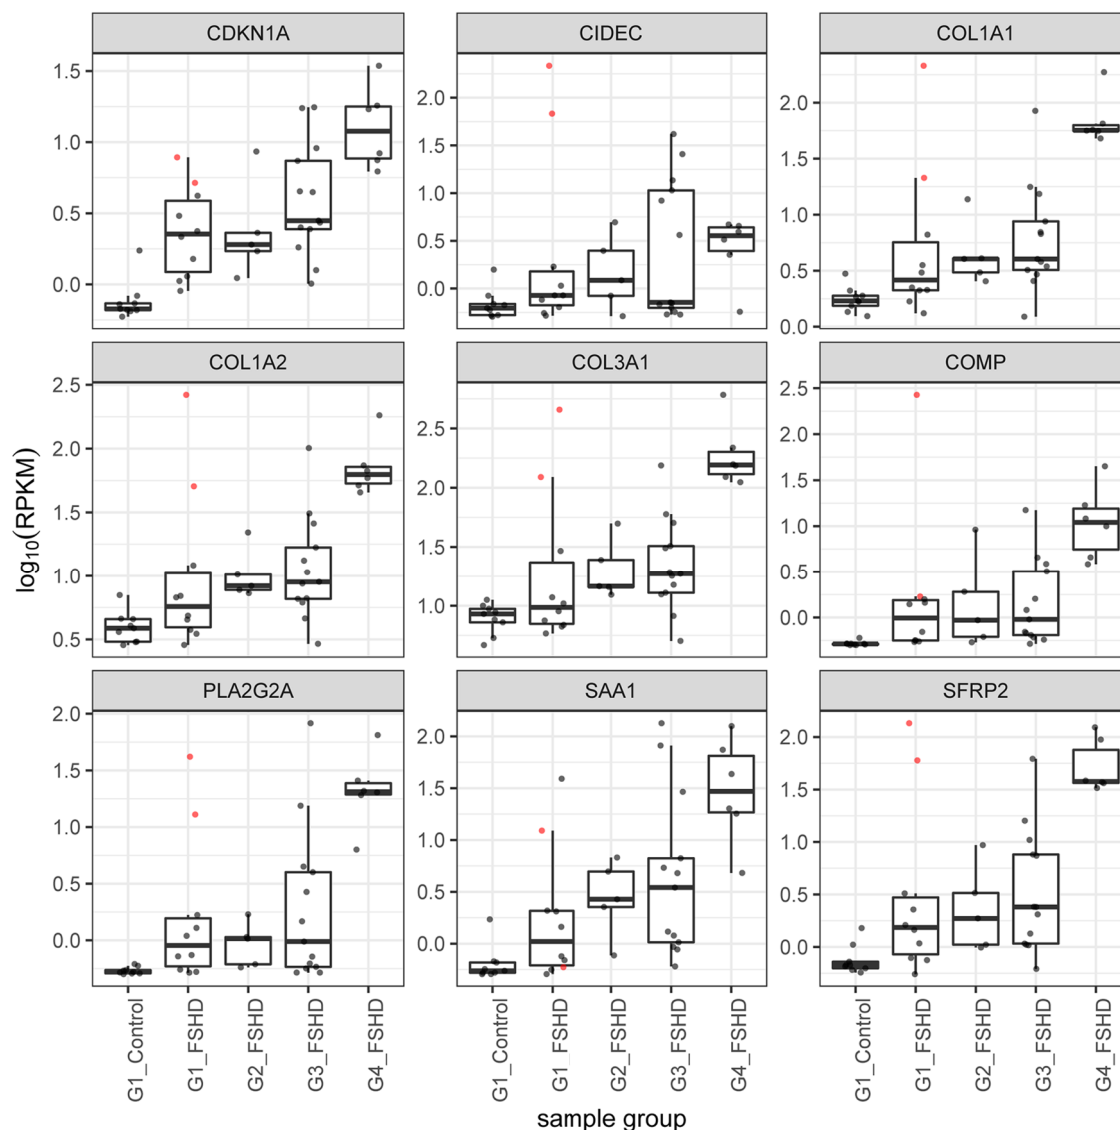 CDKN1A CIDEC COL1A1
1.5
1.0
0.5
0.0
2.0
1.5
1.0
0.5
0.0
2.0
1.5
1.0
0.5
0.0
COL1A2 COL3A1 COMP
2.5
2.0
1.5
1.0
0.5
2.5
2.0
1.5
1.0
2.5
2.0
1.5
1.0
0.5
0.0
PLA2G2A SAA1 SFRP2
2.0
1.5
1.0
0.5
0.0
2.0
1.5
1.0
0.5
0.0
2.0
1.5
1.0
0.5
0.0
log10(RPKM)
G1_Control
G1_FSHD
G2_FSHD
G3_FSHD
G4_FSHD
G1_Control
G1_FSHD
G2_FSHD
G3_FSHD
G4_FSHD
G1_Control
G1_FSHD
G2_FSHD
G3_FSHD
G4_FSHD
sample group